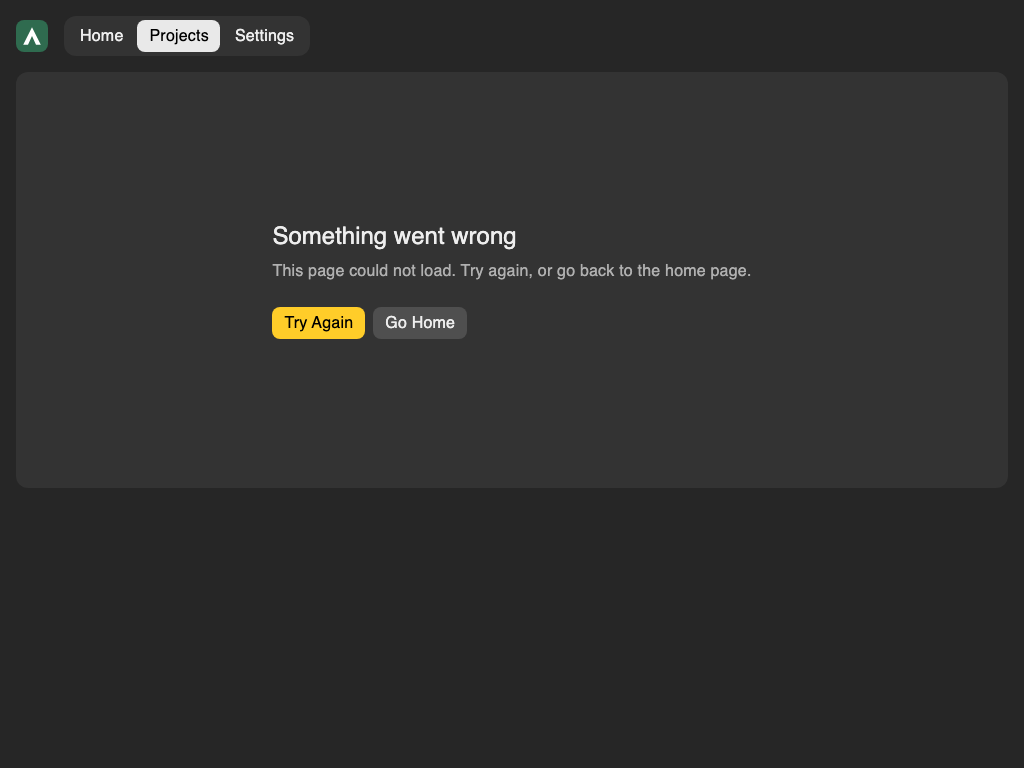 Home Projects Settings
Something went wrong
This page could not load. Try again, or go back to the home page.
Try Again Go Home